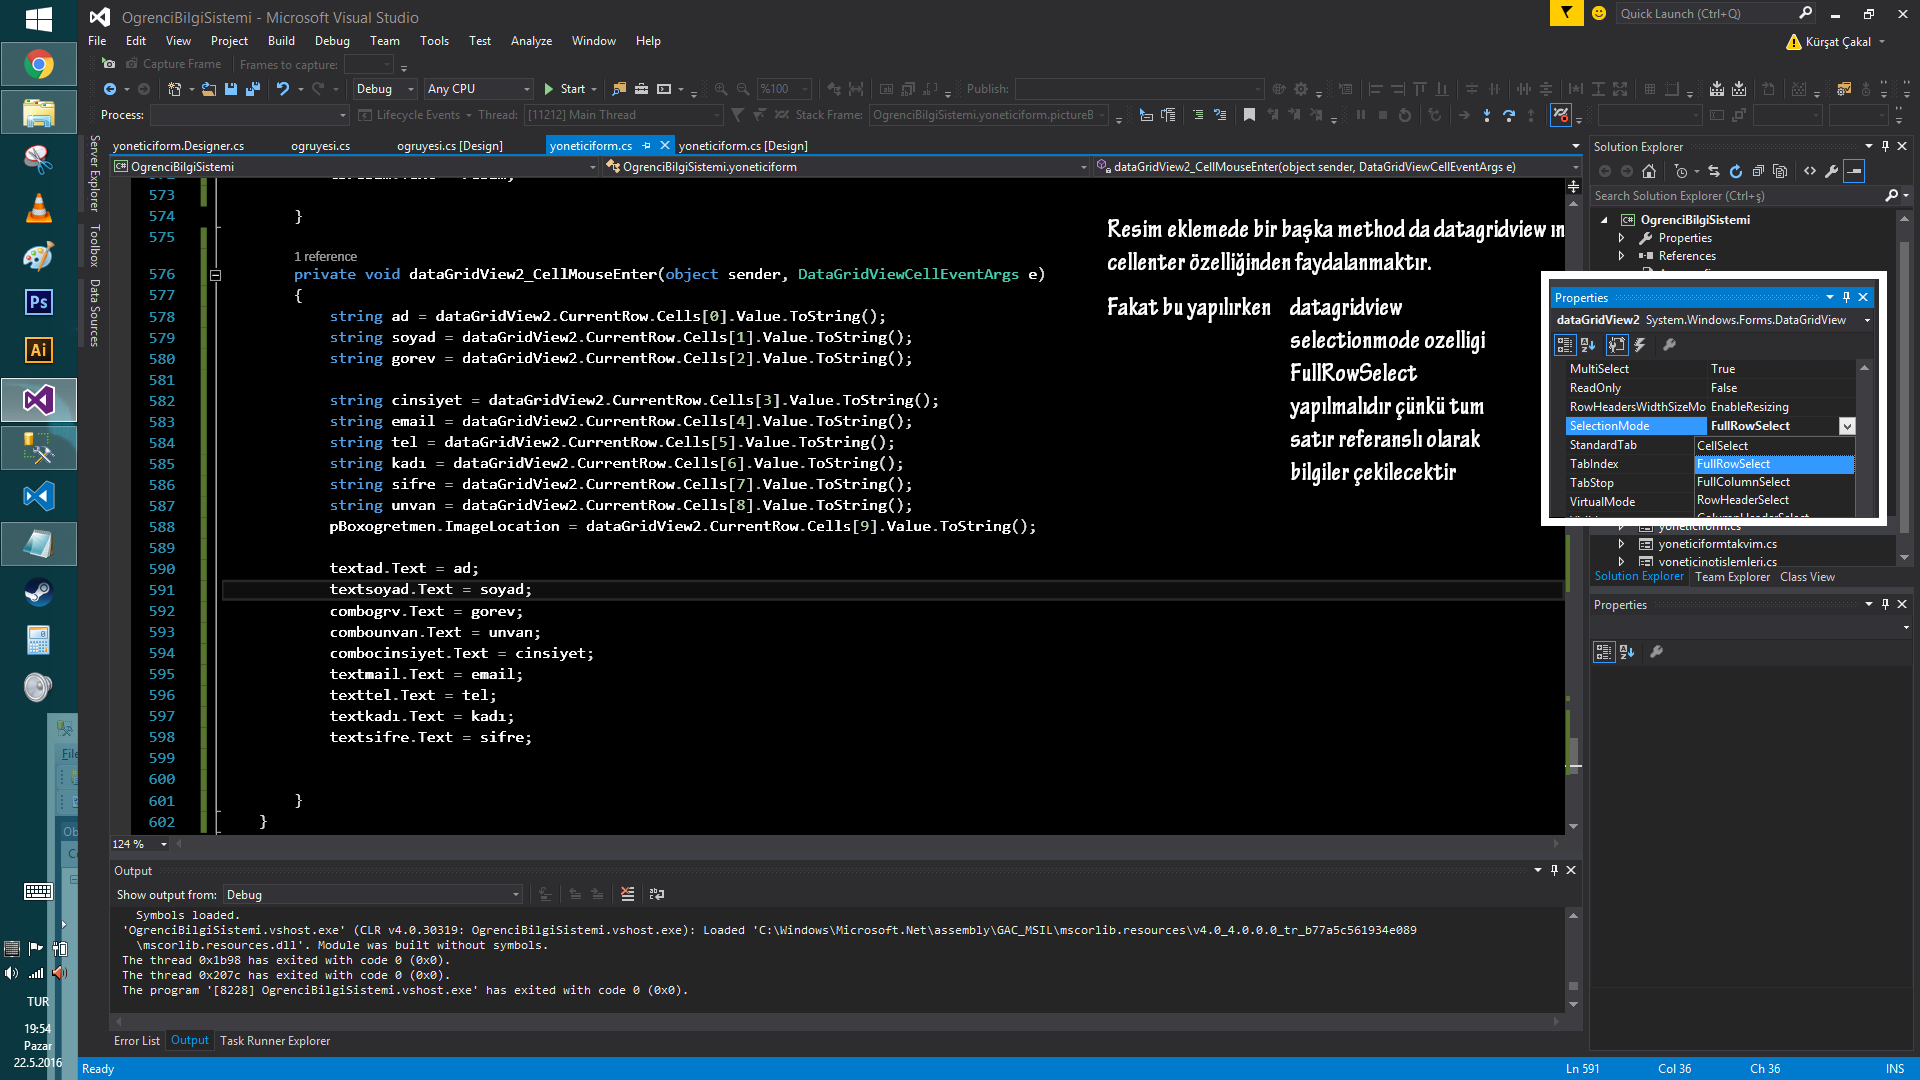 OgrenciBilgiSistemi - Microsoft Visual Studio
Quick Launch (Ctrl+Q)
File Edit View Project Build Debug Team Tools Test Analyze Window Help
Kürşat Çakal
Capture Frame Frames to capture:
Debug Any CPU Start %100 Publish:
Process: Lifecycle Events Thread: [11212] Main Thread Stack Frame: OgrenciBilgiSistemi.yoneticiform.pictureB
Server Explorer
Toolbox
Data Sources
yoneticiform.Designer.cs ogruyesi.cs ogruyesi.cs [Design] yoneticiform.cs yoneticiform.cs [Design]
OgrenciBilgiSistemi OgrenciBilgiSistemi.yoneticiform dataGridView2_CellMouseEnter(object sender, DataGridViewCellEventArgs e)
573
574 }
575
1 reference
576 private void dataGridView2_CellMouseEnter(object sender, DataGridViewCellEventArgs e)
577 {
578 string ad = dataGridView2.CurrentRow.Cells[0].Value.ToString();
579 string soyad = dataGridView2.CurrentRow.Cells[1].Value.ToString();
580 string gorev = dataGridView2.CurrentRow.Cells[2].Value.ToString();
581
582 string cinsiyet = dataGridView2.CurrentRow.Cells[3].Value.ToString();
583 string email = dataGridView2.CurrentRow.Cells[4].Value.ToString();
584 string tel = dataGridView2.CurrentRow.Cells[5].Value.ToString();
585 string kadı = dataGridView2.CurrentRow.Cells[6].Value.ToString();
586 string sifre = dataGridView2.CurrentRow.Cells[7].Value.ToString();
587 string unvan = dataGridView2.CurrentRow.Cells[8].Value.ToString();
588 pBoxogretmen.ImageLocation = dataGridView2.CurrentRow.Cells[9].Value.ToString();
589
590 textad.Text = ad;
591 textsoyad.Text = soyad;
592 combogrv.Text = gorev;
593 combounvan.Text = unvan;
594 combocinsiyet.Text = cinsiyet;
595 textmail.Text = email;
596 texttel.Text = tel;
597 textkadı.Text = kadı;
598 textsifre.Text = sifre;
599
600
601 }
602 }
Resim eklemede bir başka method da datagridview ın
cellenter özelliğinden faydalanmaktır.
Fakat bu yapılırken datagridview
selectionmode ozelligi
FullRowSelect
yapılmalıdır çünkü tum
satır referanslı olarak
bilgiler çekilecektir
124 %
Solution Explorer
Search Solution Explorer (Ctrl+ş)
OgrenciBilgiSistemi
Properties
References
Properties
dataGridView2 System.Windows.Forms.DataGridView
MultiSelect True
ReadOnly False
RowHeadersWidthSizeMo EnableResizing
SelectionMode FullRowSelect
StandardTab CellSelect
TabIndex FullRowSelect
TabStop FullColumnSelect
VirtualMode RowHeaderSelect
ColumnHeaderSelect
yoneticiform.cs
yoneticiformtakvim.cs
yoneticinotislemleri.cs
Solution Explorer Team Explorer Class View
Properties
Output
Show output from: Debug
Symbols loaded.
'OgrenciBilgiSistemi.vshost.exe' (CLR v4.0.30319: OgrenciBilgiSistemi.vshost.exe): Loaded 'C:\Windows\Microsoft.Net\assembly\GAC_MSIL\mscorlib.resources\v4.0_4.0.0.0_tr_b77a5c561934e089
\mscorlib.resources.dll'. Module was built without symbols.
The thread 0x1b98 has exited with code 0 (0x0).
The thread 0x207c has exited with code 0 (0x0).
The program '[8228] OgrenciBilgiSistemi.vshost.exe' has exited with code 0 (0x0).
Error List Output Task Runner Explorer
Ready Ln 591 Col 36 Ch 36 INS
Ps
Ai
File
Ob
TUR
19:54
Pazar
22.5.2016